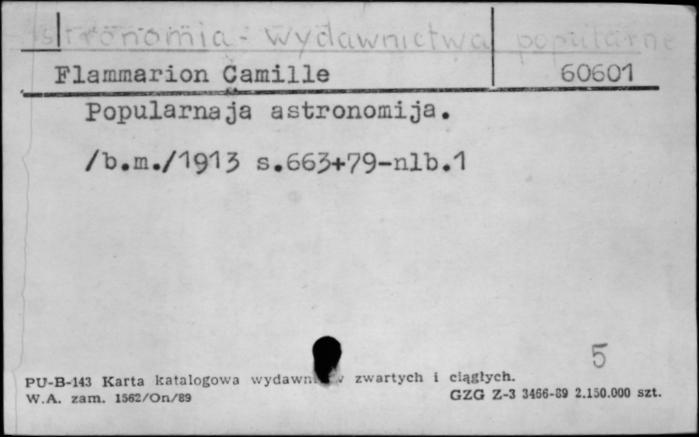 Astronomia - wydawnictwa popularne
Flammarion Camille 60601
Popularnaja astronomija.
/b.m./1913 s.663+79-nlb.1
5
PU-B-143 Karta katalogowa zwartych i ciągłych.
W.A. zam. 1562/On/89 GZG Z-3 3466-89 2.150.000 szt.